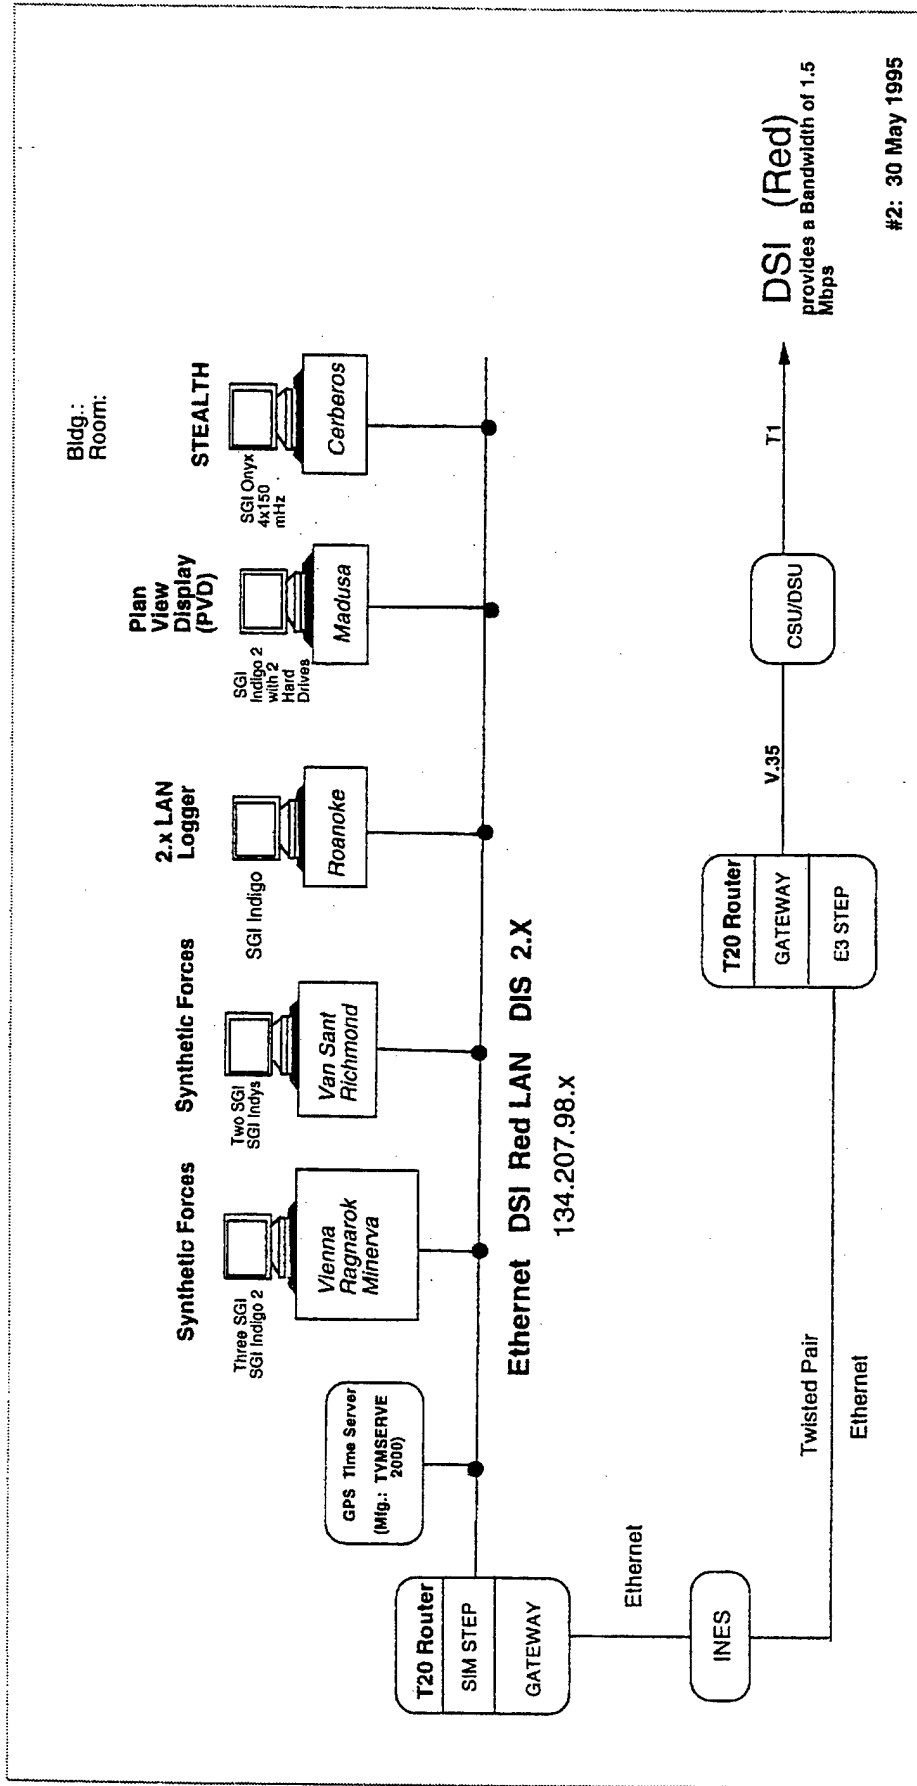 Bldg.:
Room:
Synthetic Forces
Three SGI
SGI Indigo 2
Vienna
Ragnarok
Minerva
Synthetic Forces
Two SGI
SGI Indys
Van Sant
Richmond
2.x LAN
Logger
SGI Indigo
Roanoke
Plan
View
Display
(PVD)
SGI
Indigo 2
with 2
Hard
Drives
Madusa
STEALTH
SGI Onyx
4x150
mHz
Cerberos
GPS Time Server
(Mfg.: TYMSERVE
2000)
T20 Router
SIM STEP
GATEWAY
Ethernet DSI Red LAN DIS 2.X
134.207.98.x
Ethernet
INES
Twisted Pair
Ethernet
T20 Router
GATEWAY
E3 STEP
V.35
CSU/DSU
T1
DSI (Red)
provides a Bandwidth of 1.5
Mbps
#2: 30 May 1995